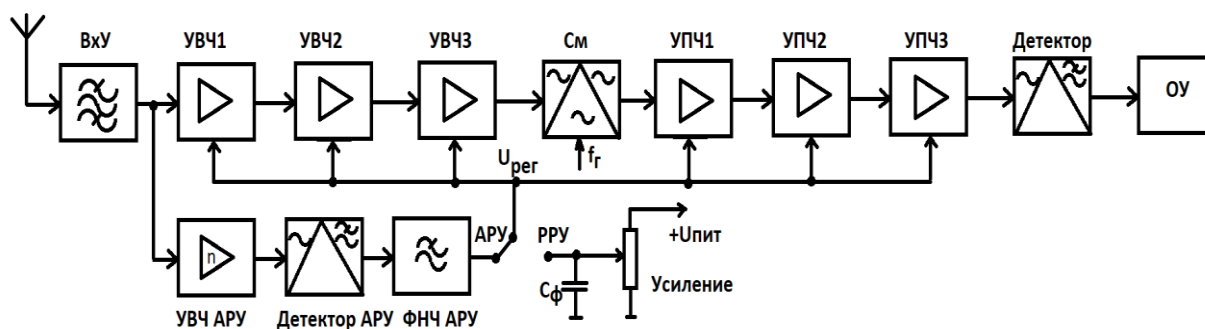 ВхУ УВЧ1 УВЧ2 УВЧ3 См УПЧ1 УПЧ2 УПЧ3 Детектор
ОУ
Uрег fг
АРУ РРУ +Uпит
n
Cф Усиление
УВЧ АРУ Детектор АРУ ФНЧ АРУ